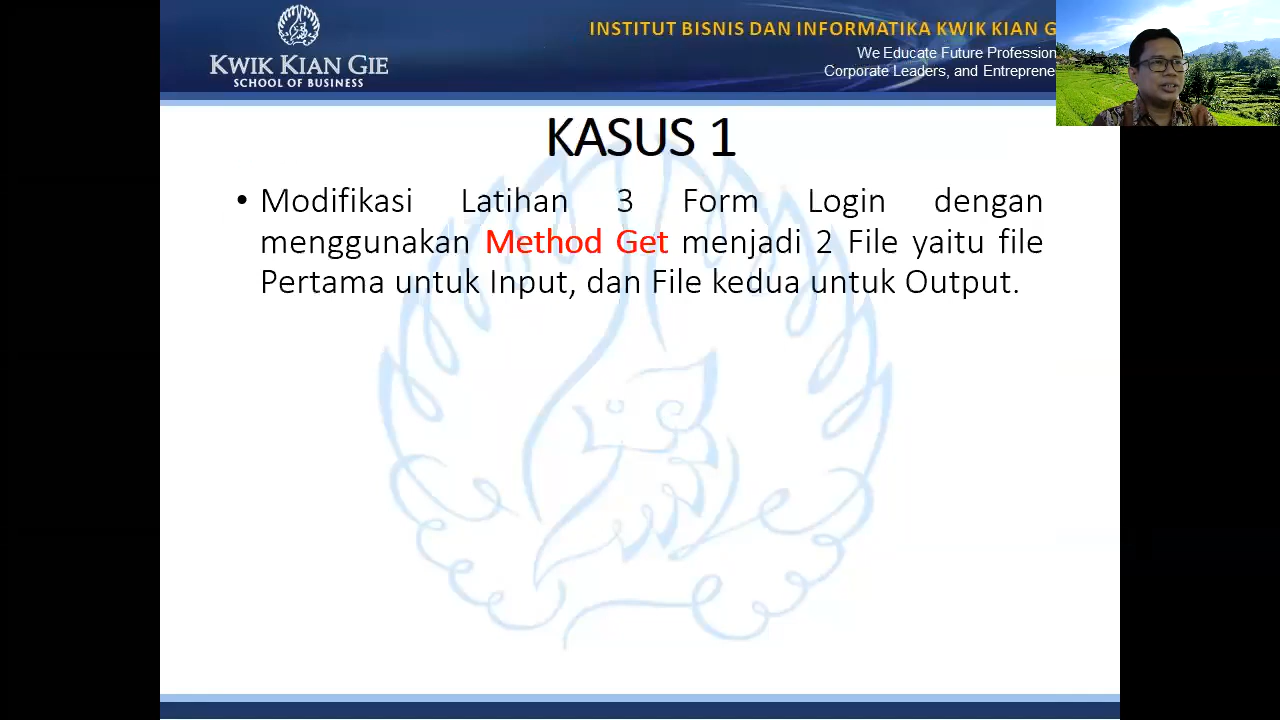 KWIK KIAN GIE
SCHOOL OF BUSINESS
INSTITUT BISNIS DAN INFORMATIKA KWIK KIAN G
We Educate Future Profession
Corporate Leaders, and Entreprene
KASUS 1
• Modifikasi Latihan 3 Form Login dengan
menggunakan Method Get menjadi 2 File yaitu file
Pertama untuk Input, dan File kedua untuk Output.